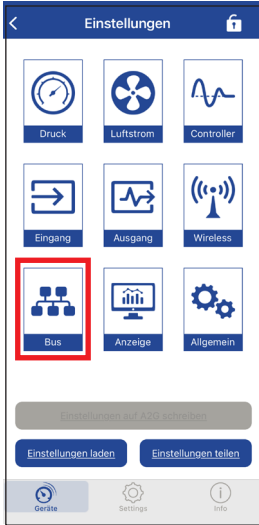 Einstellungen
Druck Luftstrom Controller
Eingang Ausgang Wireless
Bus Anzeige Allgemein
Einstellungen auf A2G schreiben
Einstellungen laden Einstellungen teilen
Geräte Settings Info